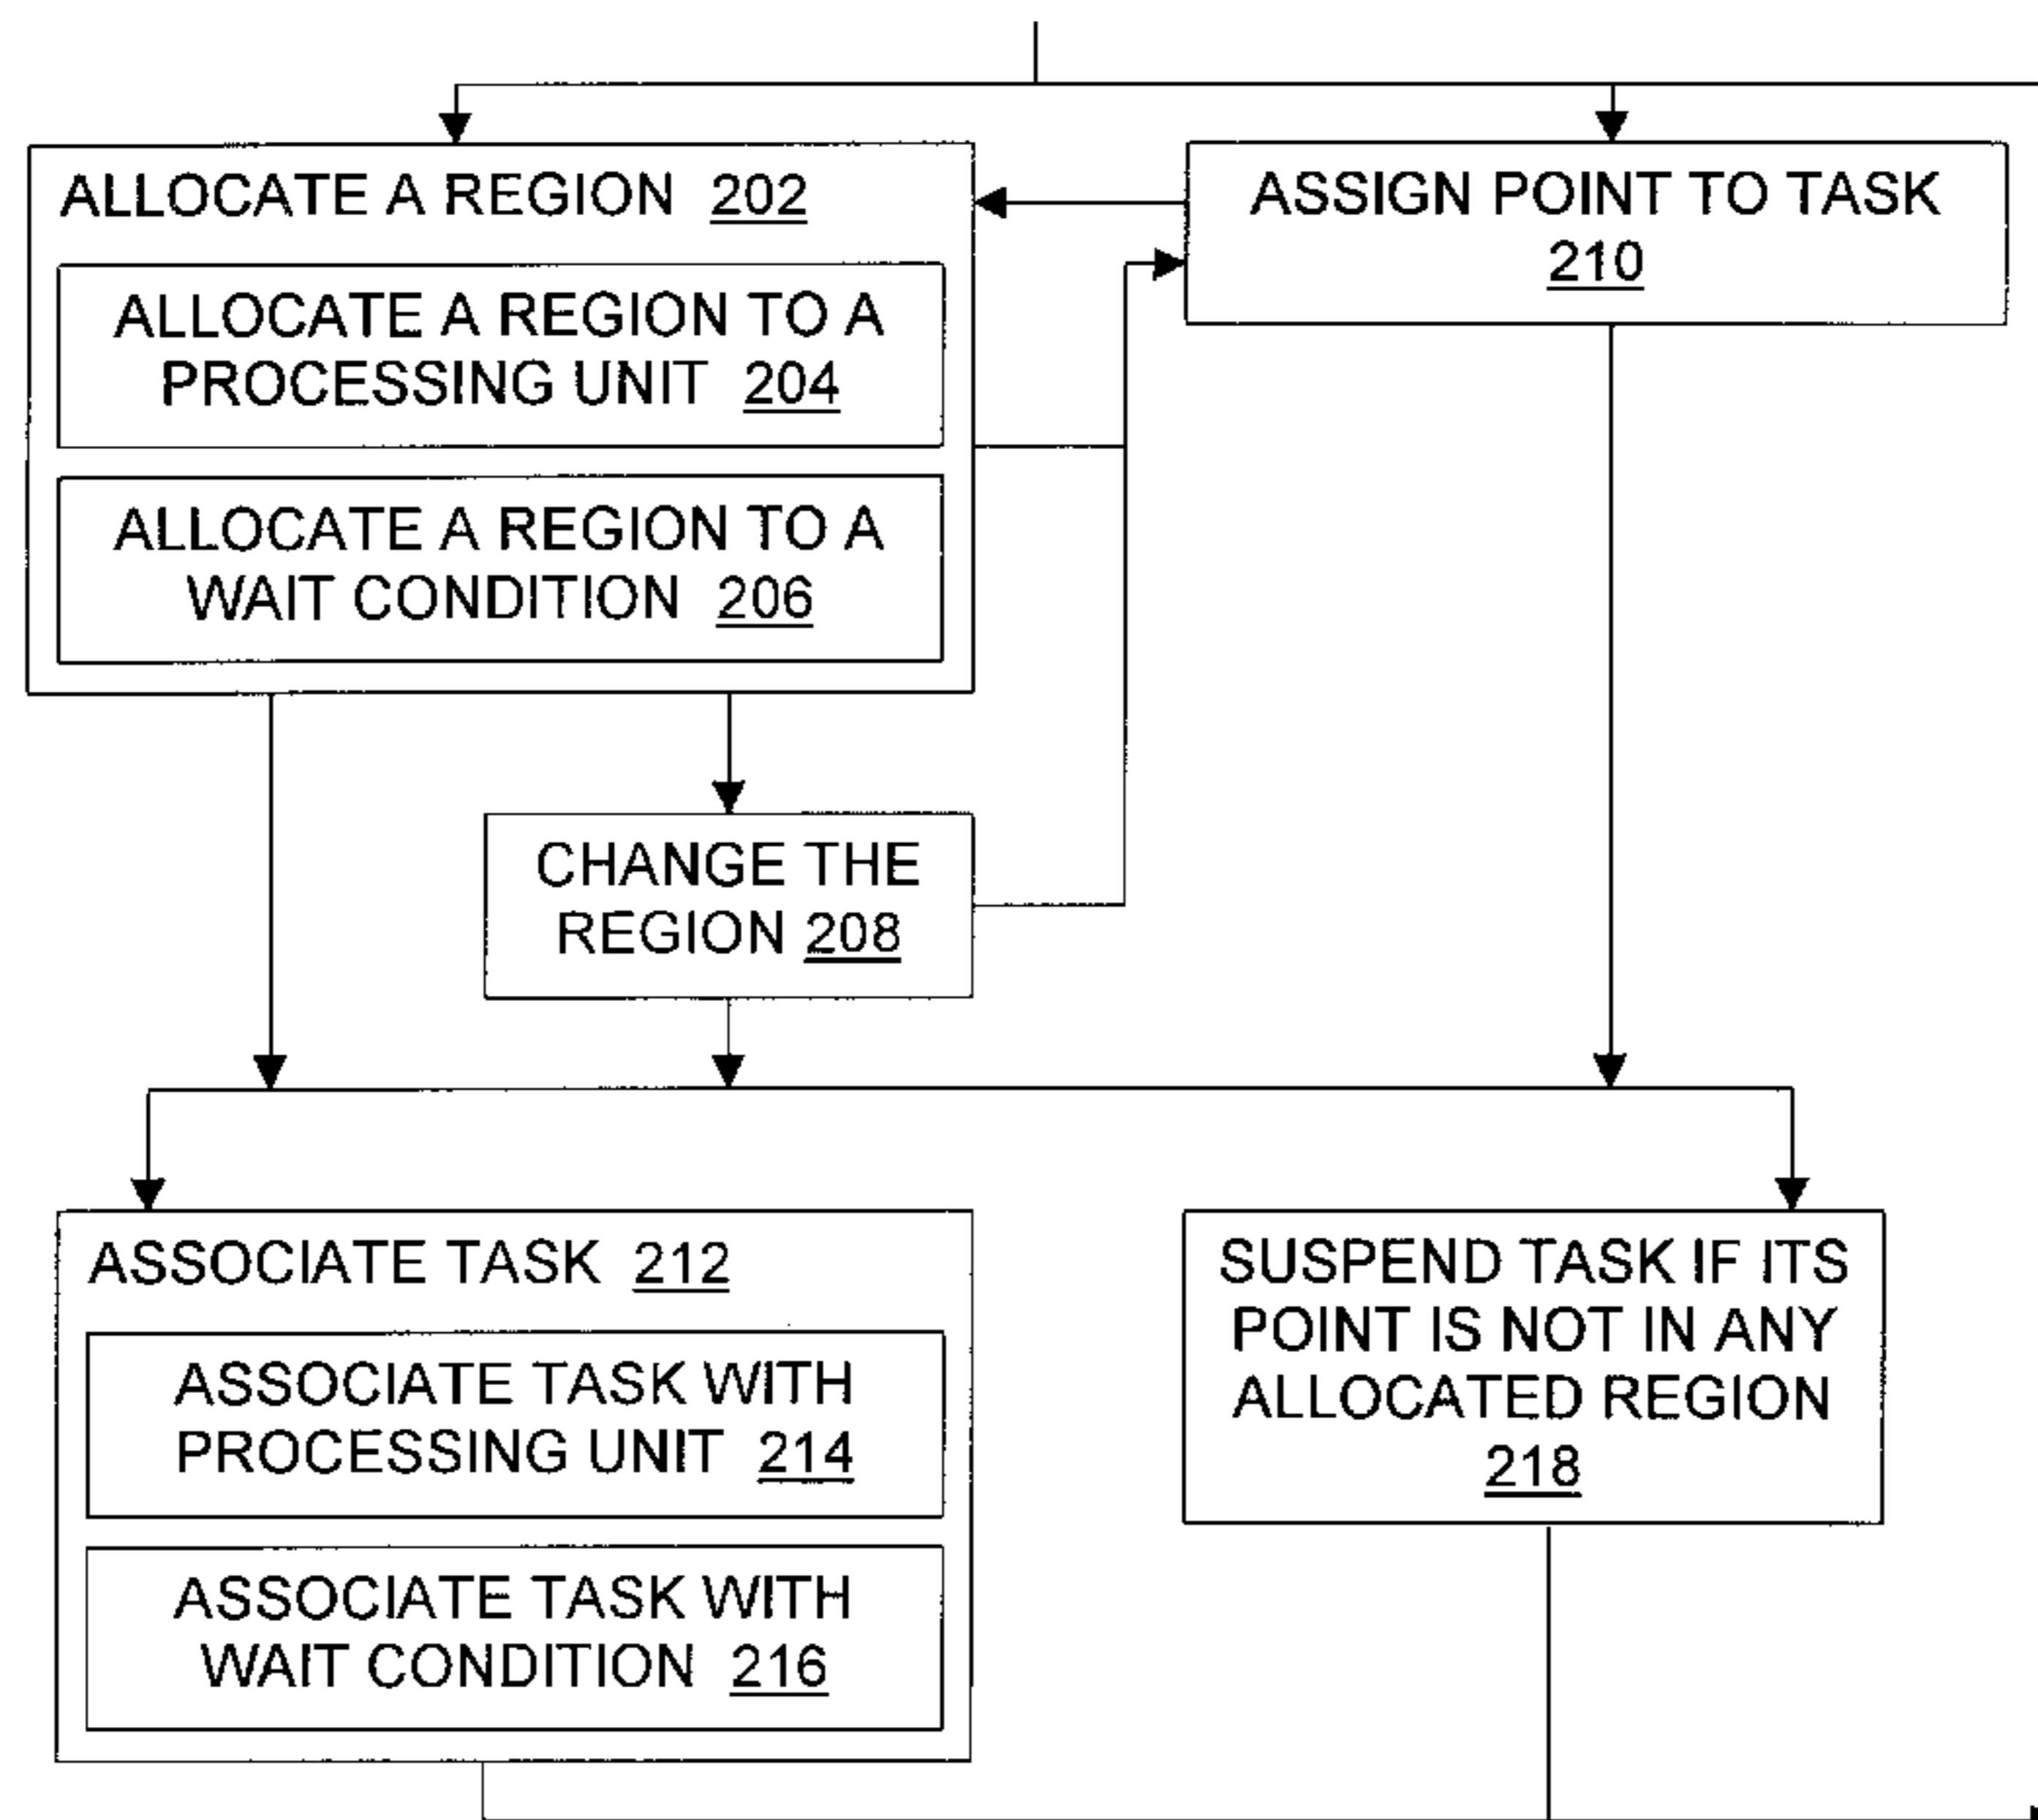 ALLOCATE A REGION 202
ALLOCATE A REGION TO A
PROCESSING UNIT 204
ALLOCATE A REGION TO A
WAIT CONDITION 206
ASSIGN POINT TO TASK
210
CHANGE THE
REGION 208
ASSOCIATE TASK 212
ASSOCIATE TASK WITH
PROCESSING UNIT 214
ASSOCIATE TASK WITH
WAIT CONDITION 216
SUSPEND TASK IF ITS
POINT IS NOT IN ANY
ALLOCATED REGION
218